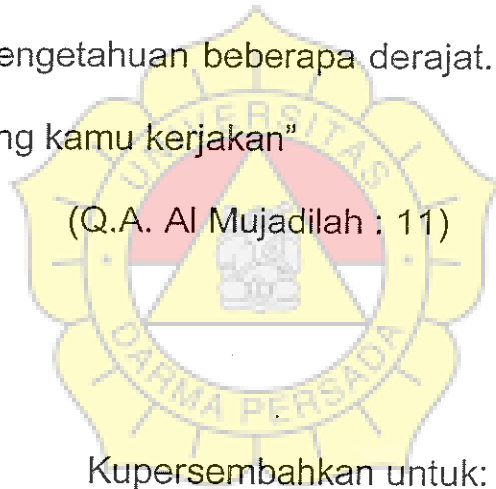 engetahuan beberapa derajat.
ng kamu kerjakan”
(Q.A. Al Mujadilah : 11)
UNIVERSITAS
DARMA PERSADA
Kupersembahkan untuk: